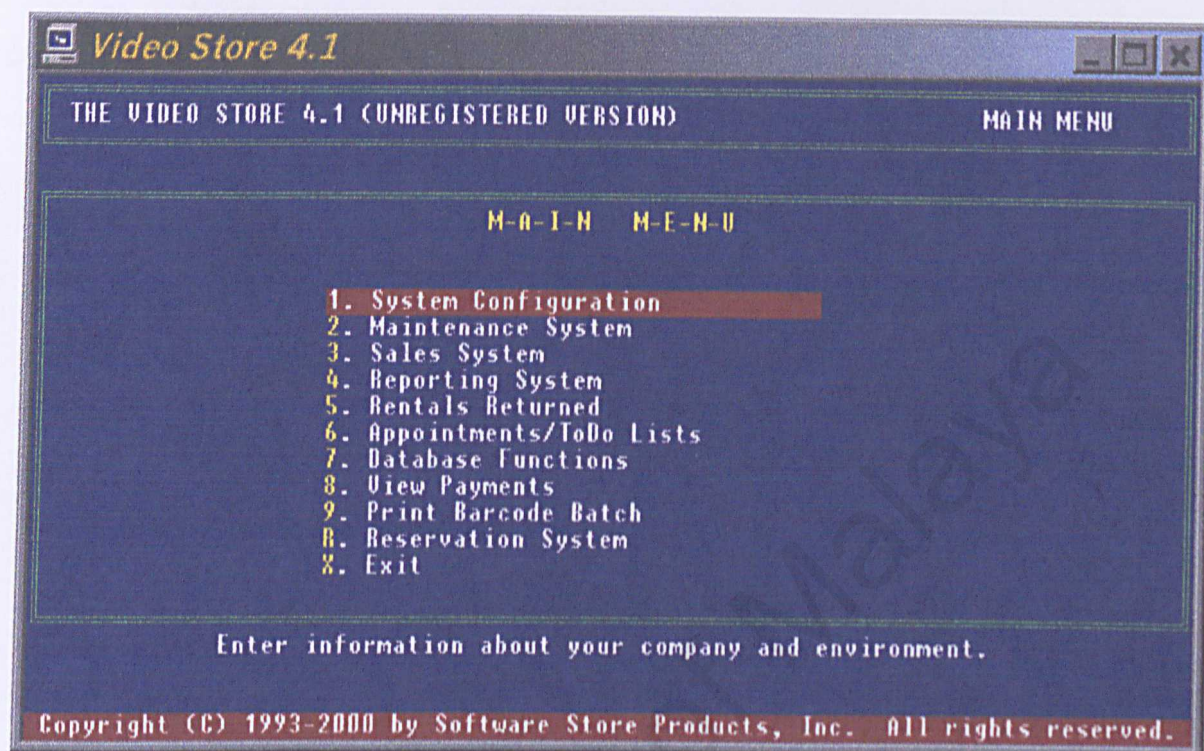 Video Store 4.1
THE VIDEO STORE 4.1 (UNREGISTERED VERSION) MAIN MENU
M-A-I-N M-E-N-U
1. System Configuration
2. Maintenance System
3. Sales System
4. Reporting System
5. Rentals Returned
6. Appointments/ToDo Lists
7. Database Functions
8. View Payments
9. Print Barcode Batch
R. Reservation System
X. Exit
Enter information about your company and environment.
Copyright (C) 1993-2000 by Software Store Products, Inc. All rights reserved.
Malaya